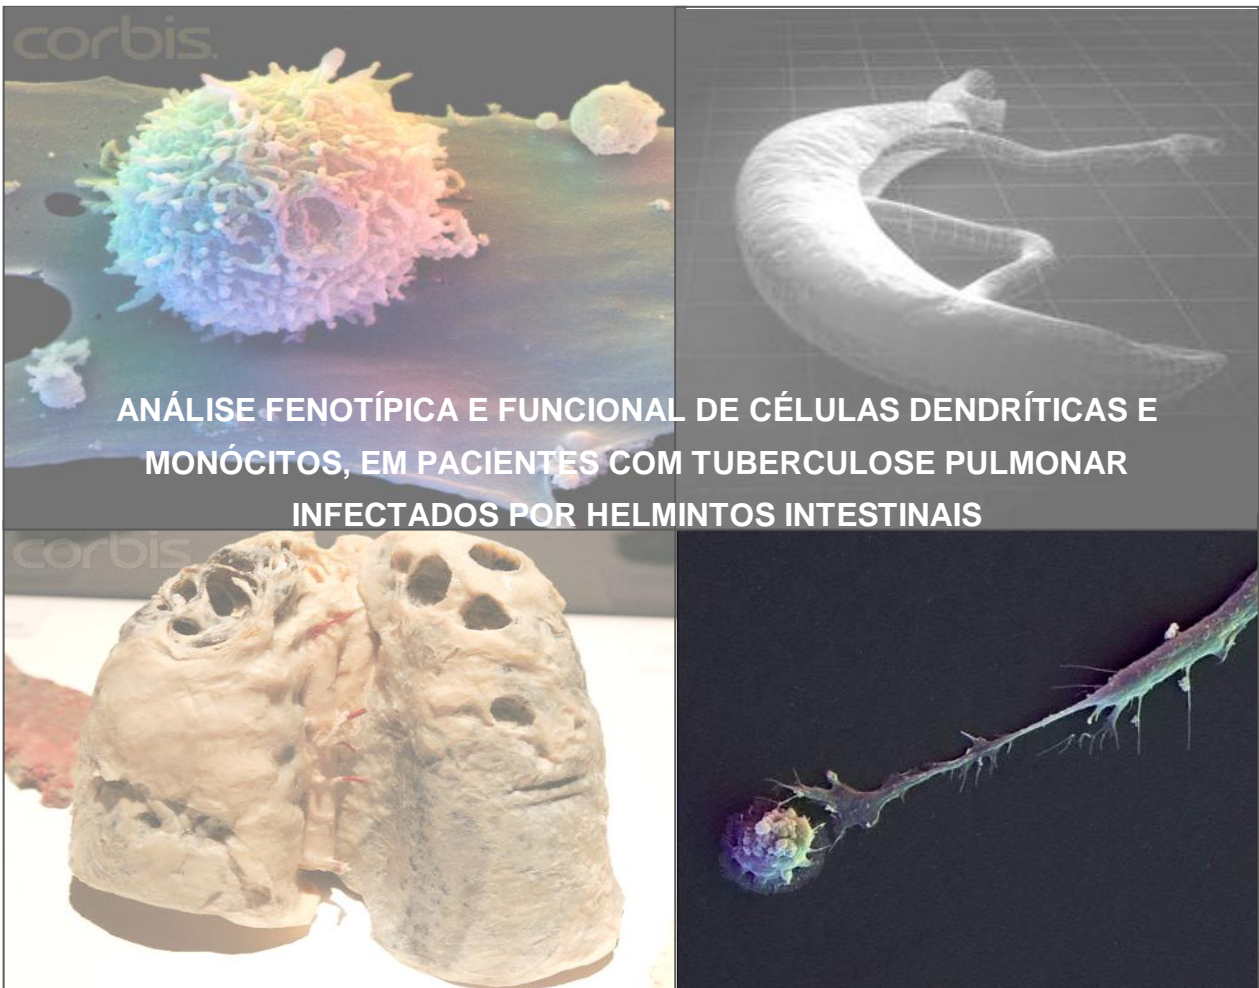 corbis.
ANÁLISE FENOTÍPICA E FUNCIONAL DE CÉLULAS DENDRÍTICAS E
MONÓCITOS, EM PACIENTES COM TUBERCULOSE PULMONAR
INFECTADOS POR HELMINTOS INTESTINAIS
corbis